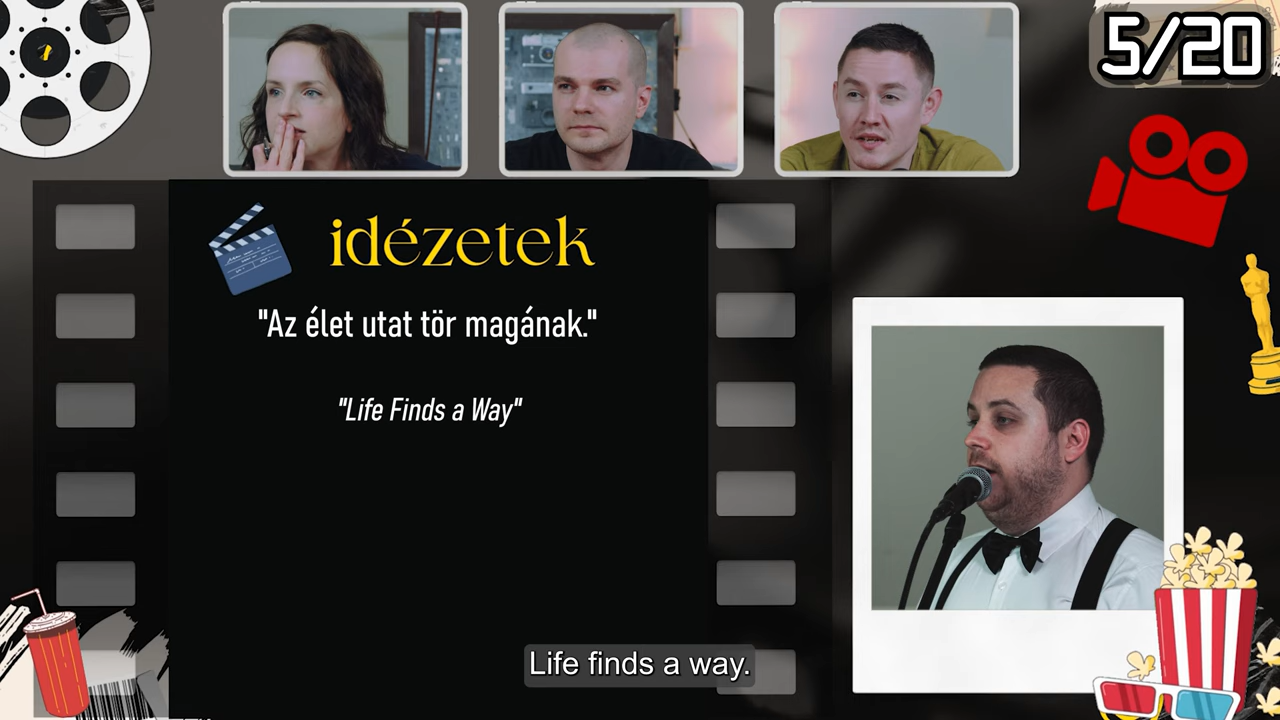 5/20
idézetek
"Az élet utat tör magának."
"Life Finds a Way"
Life finds a way.